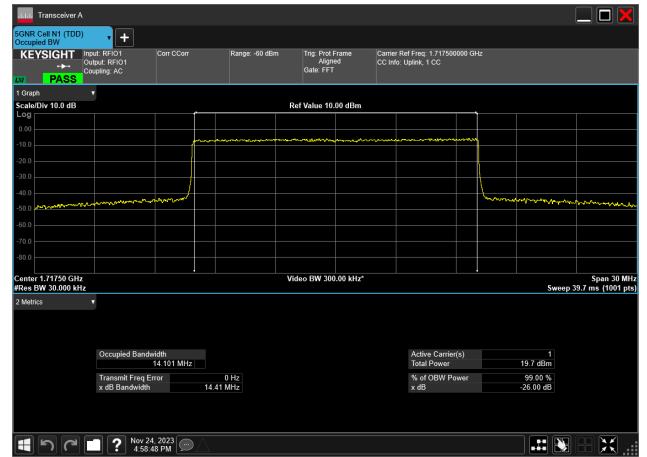 Transceiver A
5GNR Cell N1 (TDD)
Occupied BW
+
KEYSIGHT
LXI
PASS
Input: RFIO1
Output: RFIO1
Coupling: AC
Corr CCorr
Range: -60 dBm
Trig: Prot Frame
Aligned
Gate: FFT
Carrier Ref Freq: 1.717500000 GHz
CC Info: Uplink, 1 CC
1 Graph
Scale/Div 10.0 dB
Ref Value 10.00 dBm
Log
0.00
-10.0
-20.0
-30.0
-40.0
-50.0
-60.0
-70.0
-80.0
Center 1.71750 GHz
Video BW 300.00 kHz*
Span 30 MHz
#Res BW 30.000 kHz
Sweep 39.7 ms (1001 pts)
2 Metrics
Occupied Bandwidth
14.101 MHz
Active Carrier(s) 1
Total Power 19.7 dBm
Transmit Freq Error 0 Hz
x dB Bandwidth 14.41 MHz
% of OBW Power 99.00 %
x dB -26.00 dB
?
Nov 24, 2023
4:58:48 PM